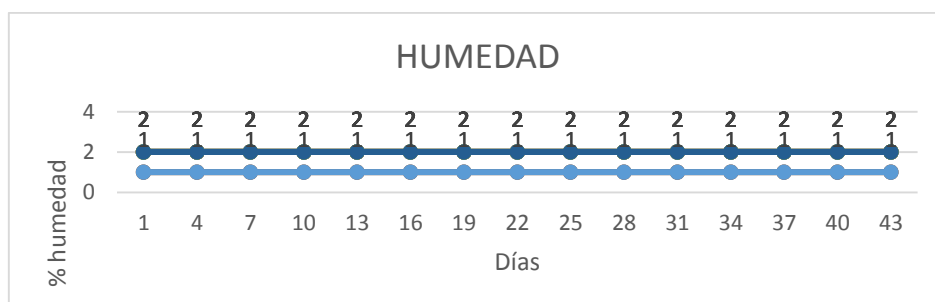 HUMEDAD
% humedad
4
2
0
2 2 2 2 2 2 2 2 2 2 2 2 2 2 2
1 1 1 1 1 1 1 1 1 1 1 1 1 1 1
1 4 7 10 13 16 19 22 25 28 31 34 37 40 43
Días